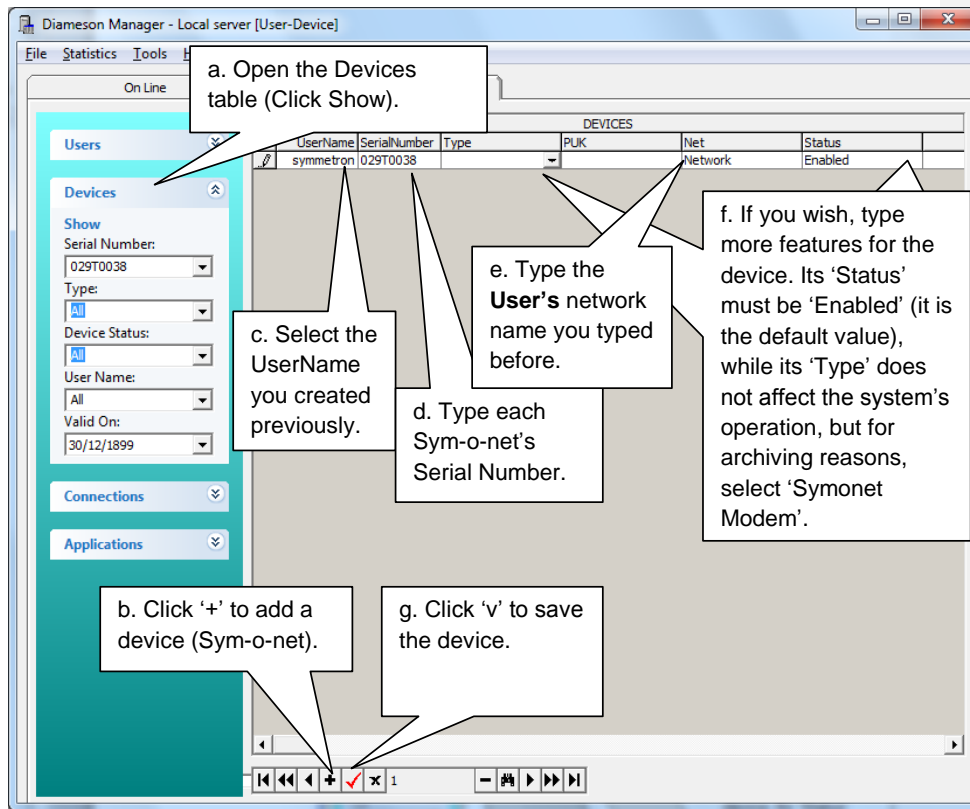 Diameson Manager - Local server [User-Device]
File Statistics Tools H
On Line
a. Open the Devices
table (Click Show).
Users
Devices
Show
Serial Number:
029T0038
Type:
All
Device Status:
All
User Name:
All
Valid On:
30/12/1899
Connections
Applications
DEVICES
UserName SerialNumber Type PUK Net Status
symmetron 029T0038 Network Enabled
c. Select the
UserName
you created
previously.
d. Type each
Sym-o-net's
Serial Number.
e. Type the
User's network
name you typed
before.
f. If you wish, type
more features for the
device. Its ‘Status’
must be ‘Enabled’ (it is
the default value),
while its ‘Type’ does
not affect the system’s
operation, but for
archiving reasons,
select ‘Symonet
Modem’.
b. Click ‘+’ to add a
device (Sym-o-net).
g. Click ‘v’ to save
the device.
1